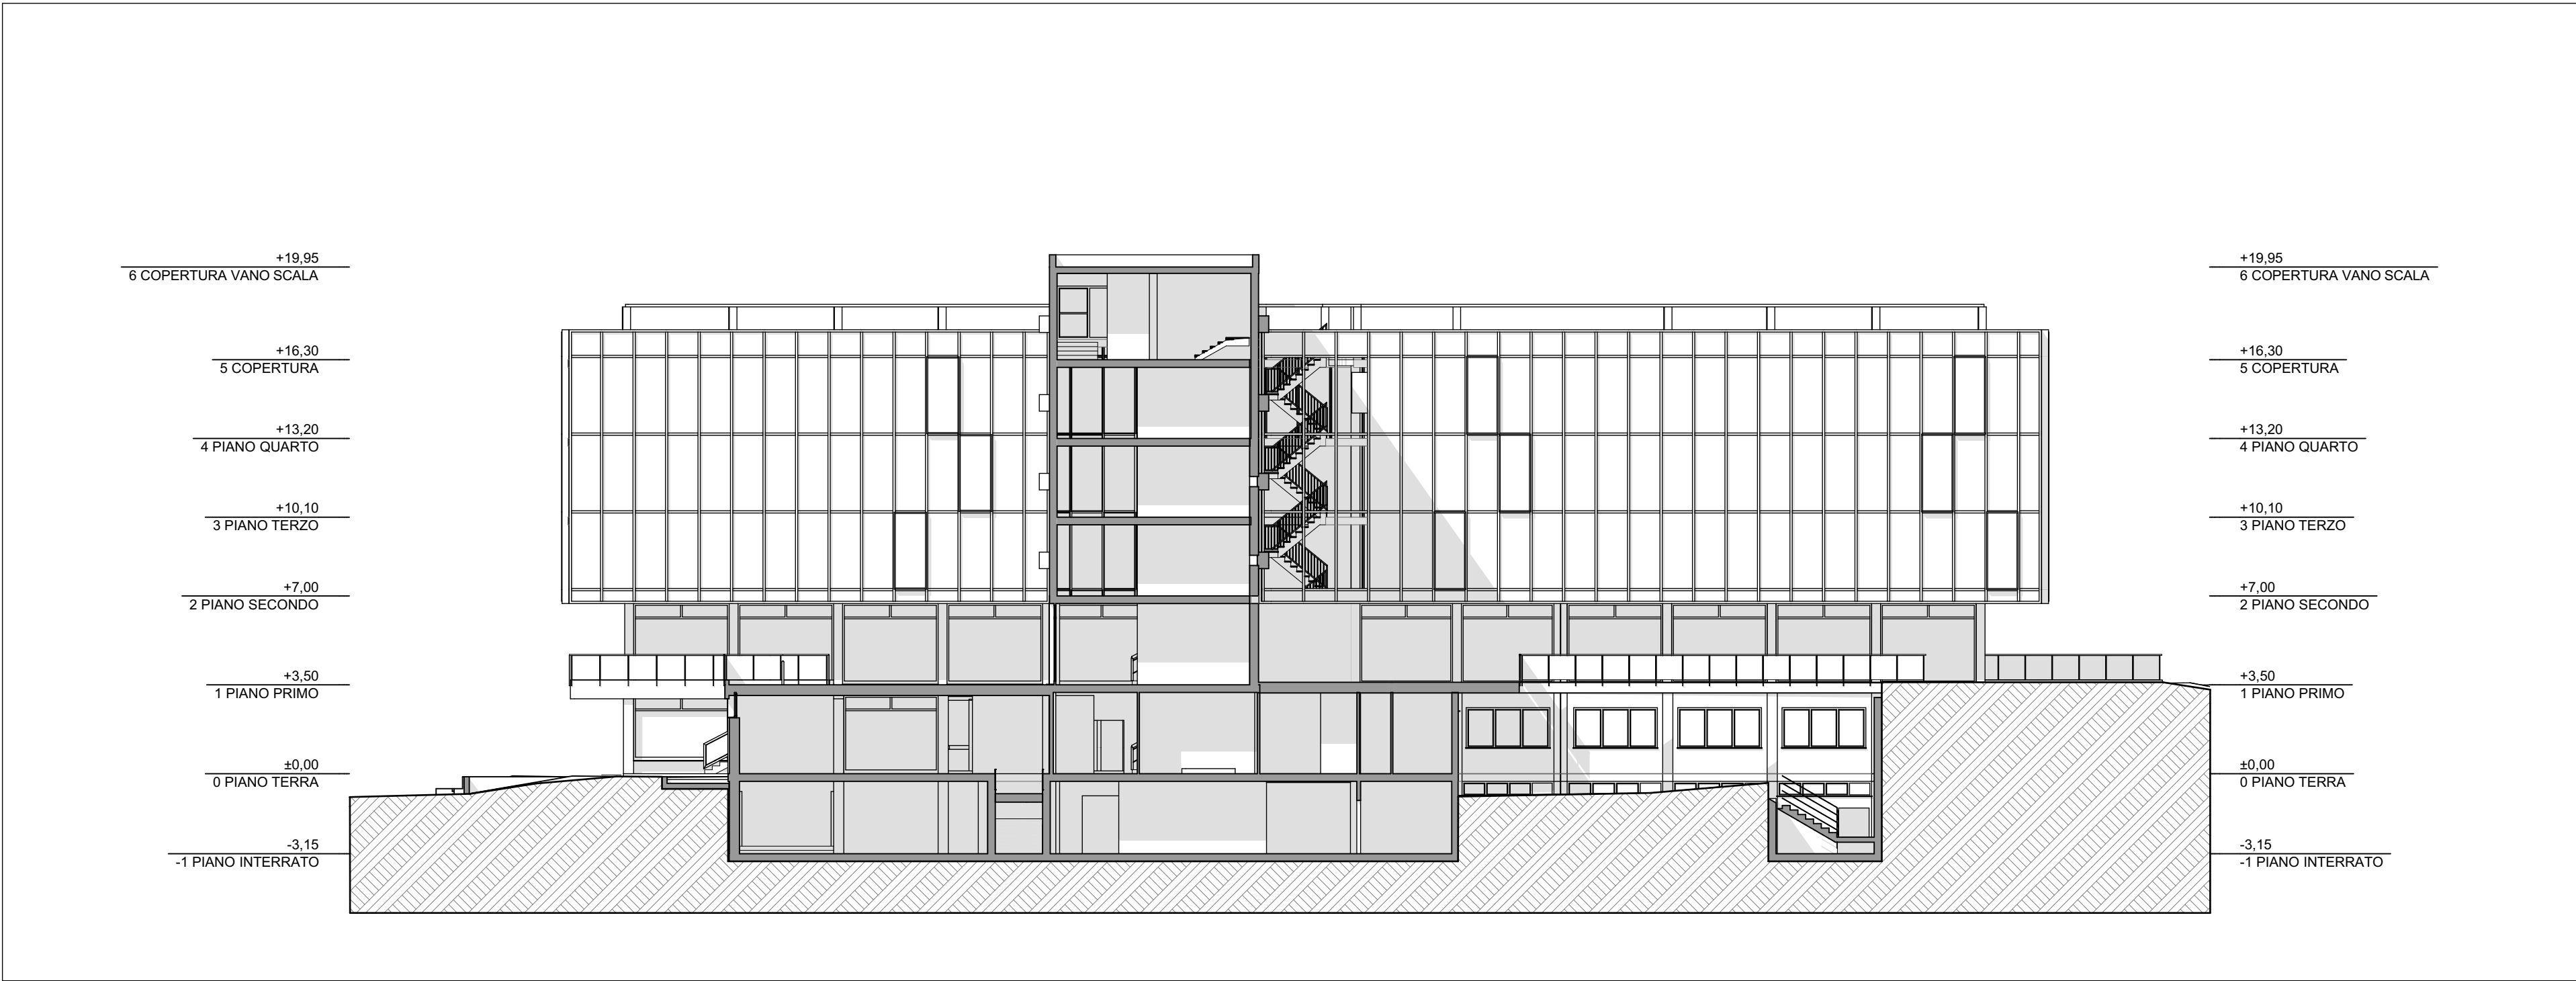 +19,95
6 COPERTURA VANO SCALA
+19,95
6 COPERTURA VANO SCALA
+16,30
5 COPERTURA
+16,30
5 COPERTURA
+13,20
4 PIANO QUARTO
+13,20
4 PIANO QUARTO
+10,10
3 PIANO TERZO
+10,10
3 PIANO TERZO
+7,00
2 PIANO SECONDO
+7,00
2 PIANO SECONDO
+3,50
1 PIANO PRIMO
+3,50
1 PIANO PRIMO
±0,00
0 PIANO TERRA
±0,00
0 PIANO TERRA
-3,15
-1 PIANO INTERRATO
-3,15
-1 PIANO INTERRATO